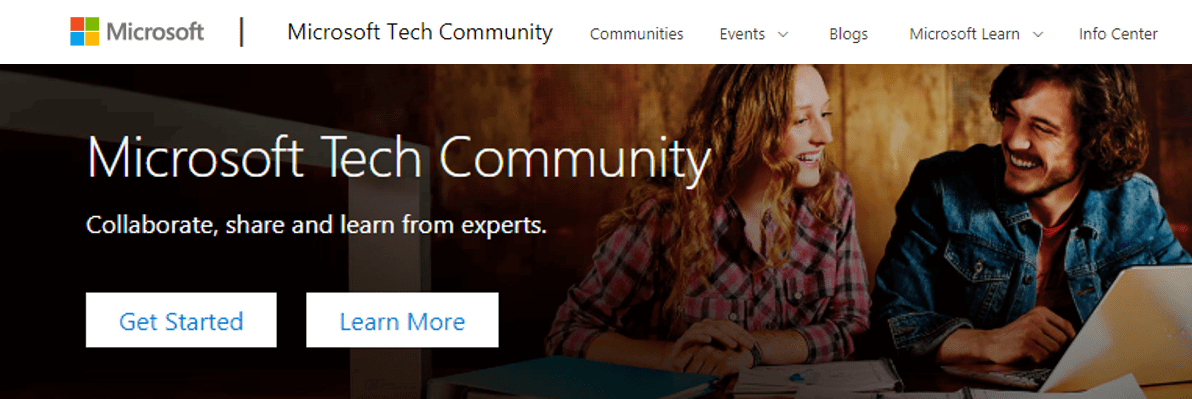 Microsoft | Microsoft Tech Community Communities Events Blogs Microsoft Learn Info Center
Microsoft Tech Community
Collaborate, share and learn from experts.
Get Started Learn More